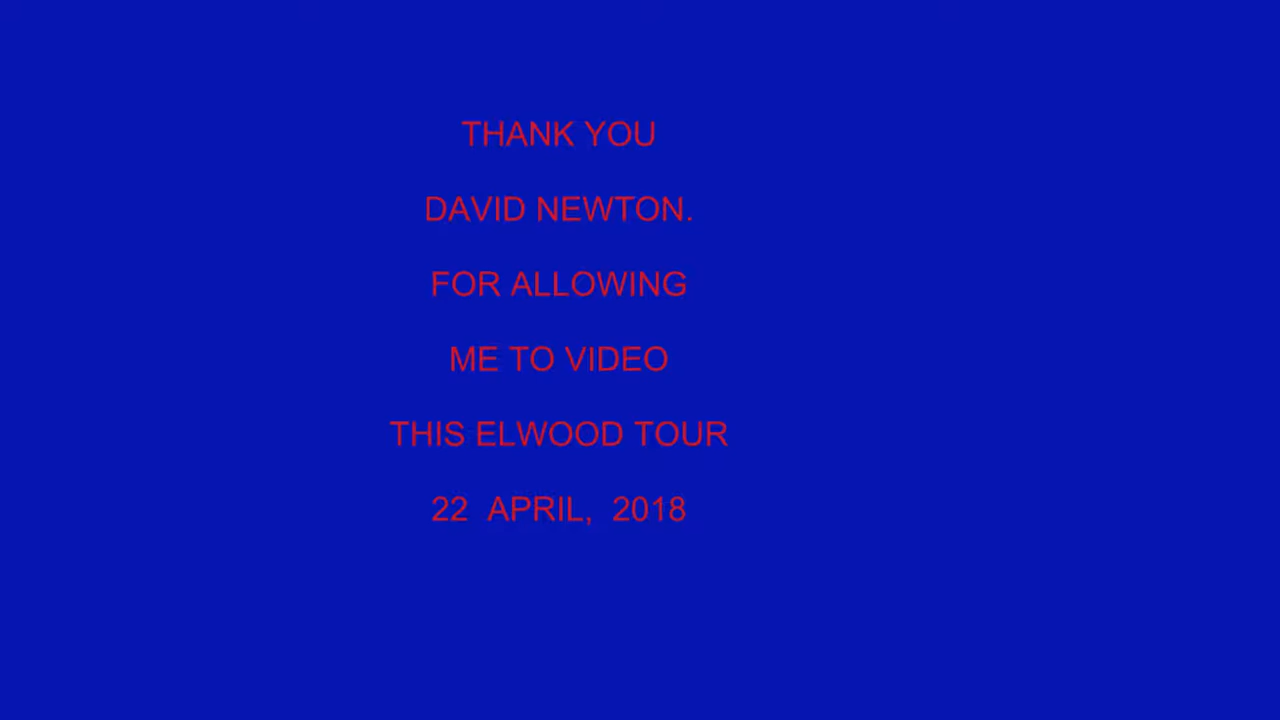 THANK YOU
DAVID NEWTON.
FOR ALLOWING
ME TO VIDEO
THIS ELWOOD TOUR
22 APRIL, 2018